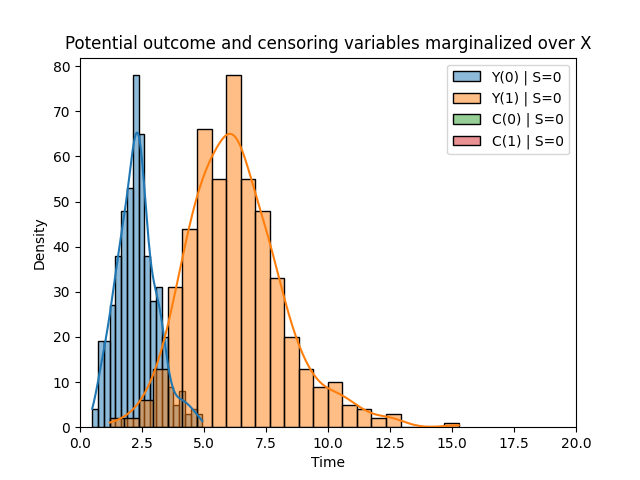 Potential outcome and censoring variables marginalized over X
Y(0) | S=0
Y(1) | S=0
C(0) | S=0
C(1) | S=0
Density
80
70
60
50
40
30
20
10
0
0.0 2.5 5.0 7.5 10.0 12.5 15.0 17.5 20.0
Time